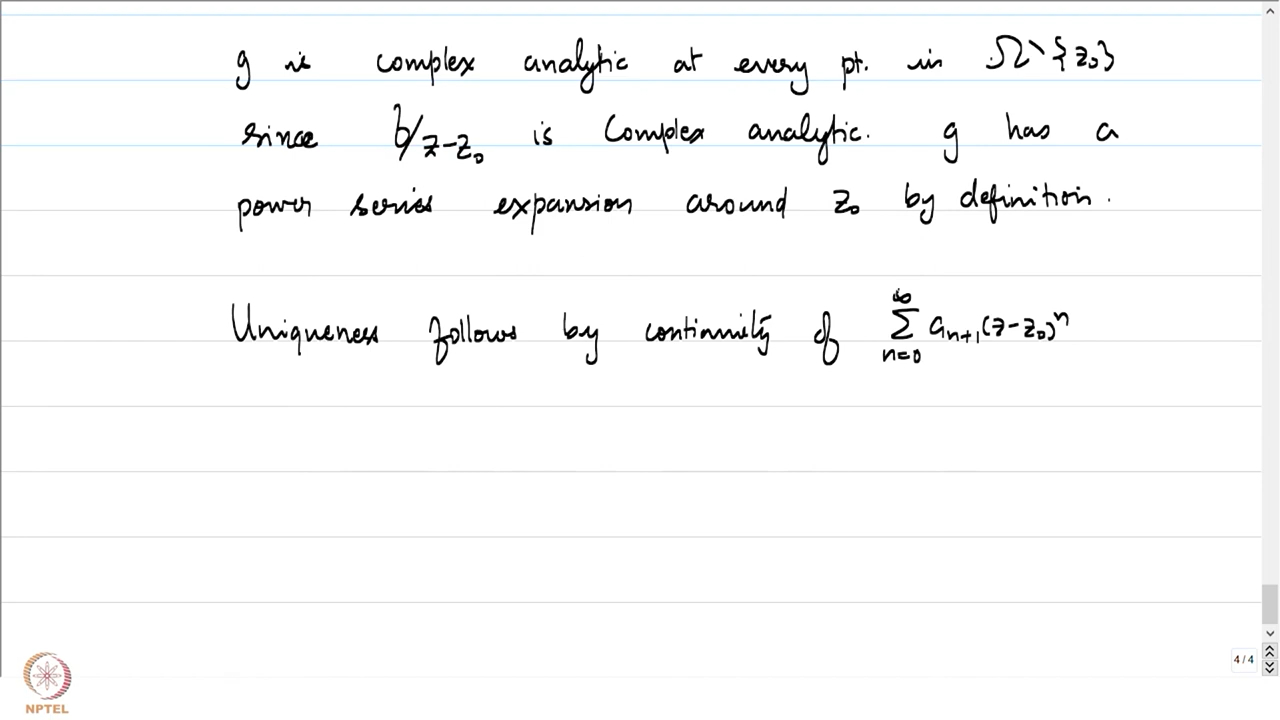 g is complex analytic at every pt. in Ω\{z₀}
since b/z-z₀ is complex analytic. g has a
power series expansion around z₀ by definition.
Uniqueness follows by continuity of ∑_{n=0}^{∞} a_{n+1}(z-z₀)^n
4 / 4
NPTEL